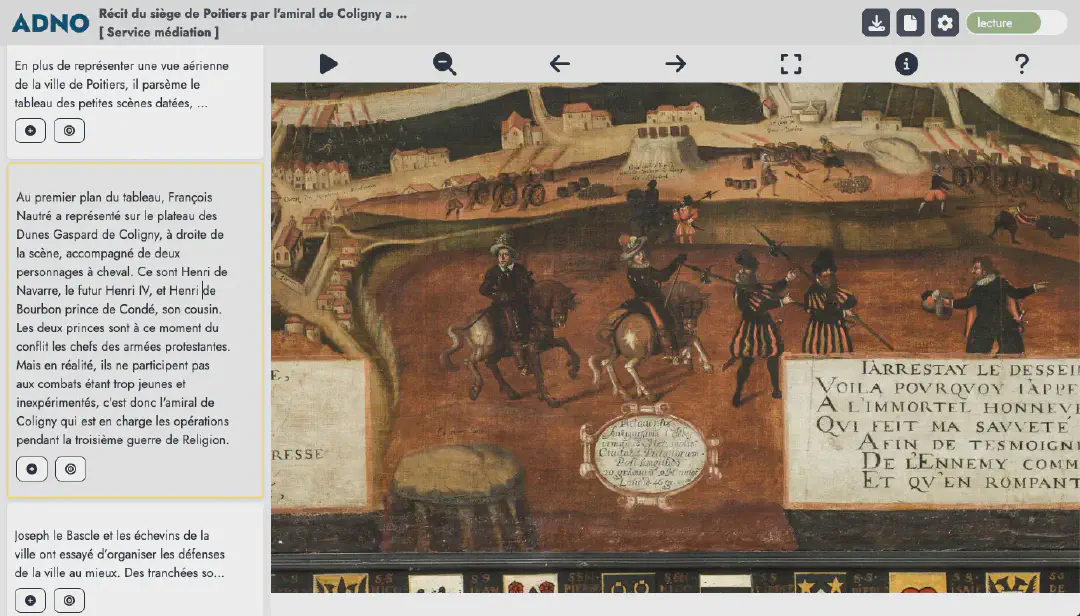 ADNO
Récit du siège de Poitiers par l'amiral de Coligny a ...
[ Service médiation ]
lecture
En plus de représenter une vue aérienne
de la ville de Poitiers, il parsème le
tableau des petites scènes datées, ...
Au premier plan du tableau, François
Nautré a représenté sur le plateau des
Dunes Gaspard de Coligny, à droite de
la scène, accompagné de deux
personnages à cheval. Ce sont Henri de
Navarre, le futur Henri IV, et Henri de
Bourbon prince de Condé, son cousin.
Les deux princes sont à ce moment du
conflit les chefs des armées protestantes.
Mais en réalité, ils ne participent pas
aux combats étant trop jeunes et
inexpérimentés, c'est donc l'amiral de
Coligny qui est en charge les opérations
pendant la troisième guerre de Religion.
Joseph le Bascle et les échevins de la
ville ont essayé d'organiser les défenses
de la ville au mieux. Des tranchées so...
E,
RESSE
IARRESTAY LE DESSEI
VOILA POVRQVOY IAPPE
A L'IMMORTEL HONNEV
QVI FEIT MA SAVVETÉ
AFIN DE TESMOIGN
DE L'ENNEMY COMM
ET QV'EN ROMPANT